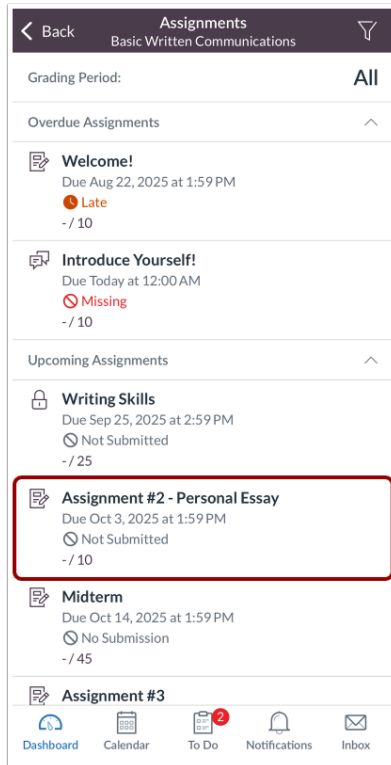 Back
Assignments
Basic Written Communications
Grading Period:
All
Overdue Assignments
Welcome!
Due Aug 22, 2025 at 1:59 PM
Late
- / 10
Introduce Yourself!
Due Today at 12:00 AM
Missing
- / 10
Upcoming Assignments
Writing Skills
Due Sep 25, 2025 at 2:59 PM
Not Submitted
- / 25
Assignment #2 - Personal Essay
Due Oct 3, 2025 at 1:59 PM
Not Submitted
- / 10
Midterm
Due Oct 14, 2025 at 1:59 PM
No Submission
- / 45
Assignment #3
2
Dashboard
Calendar
To Do
Notifications
Inbox